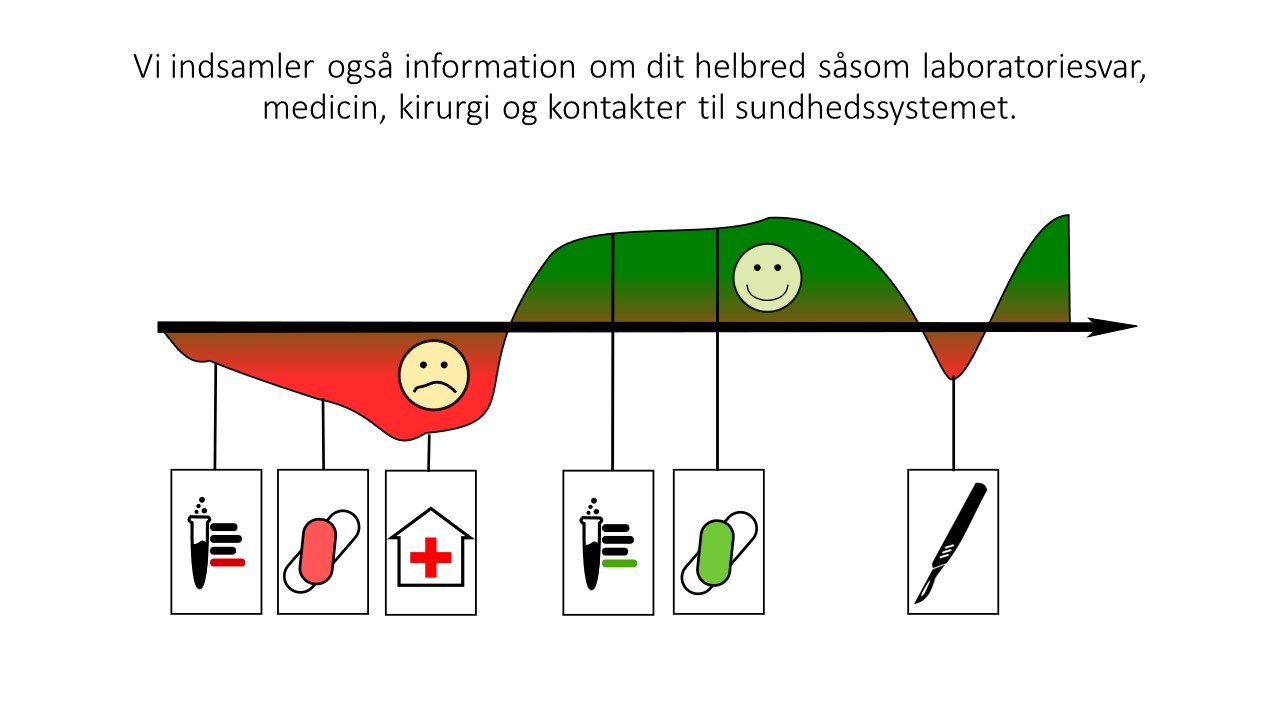 Vi indsamler også information om dit helbred såsom laboratoriesvar,
medicin, kirurgi og kontakter til sundhedssystemet.